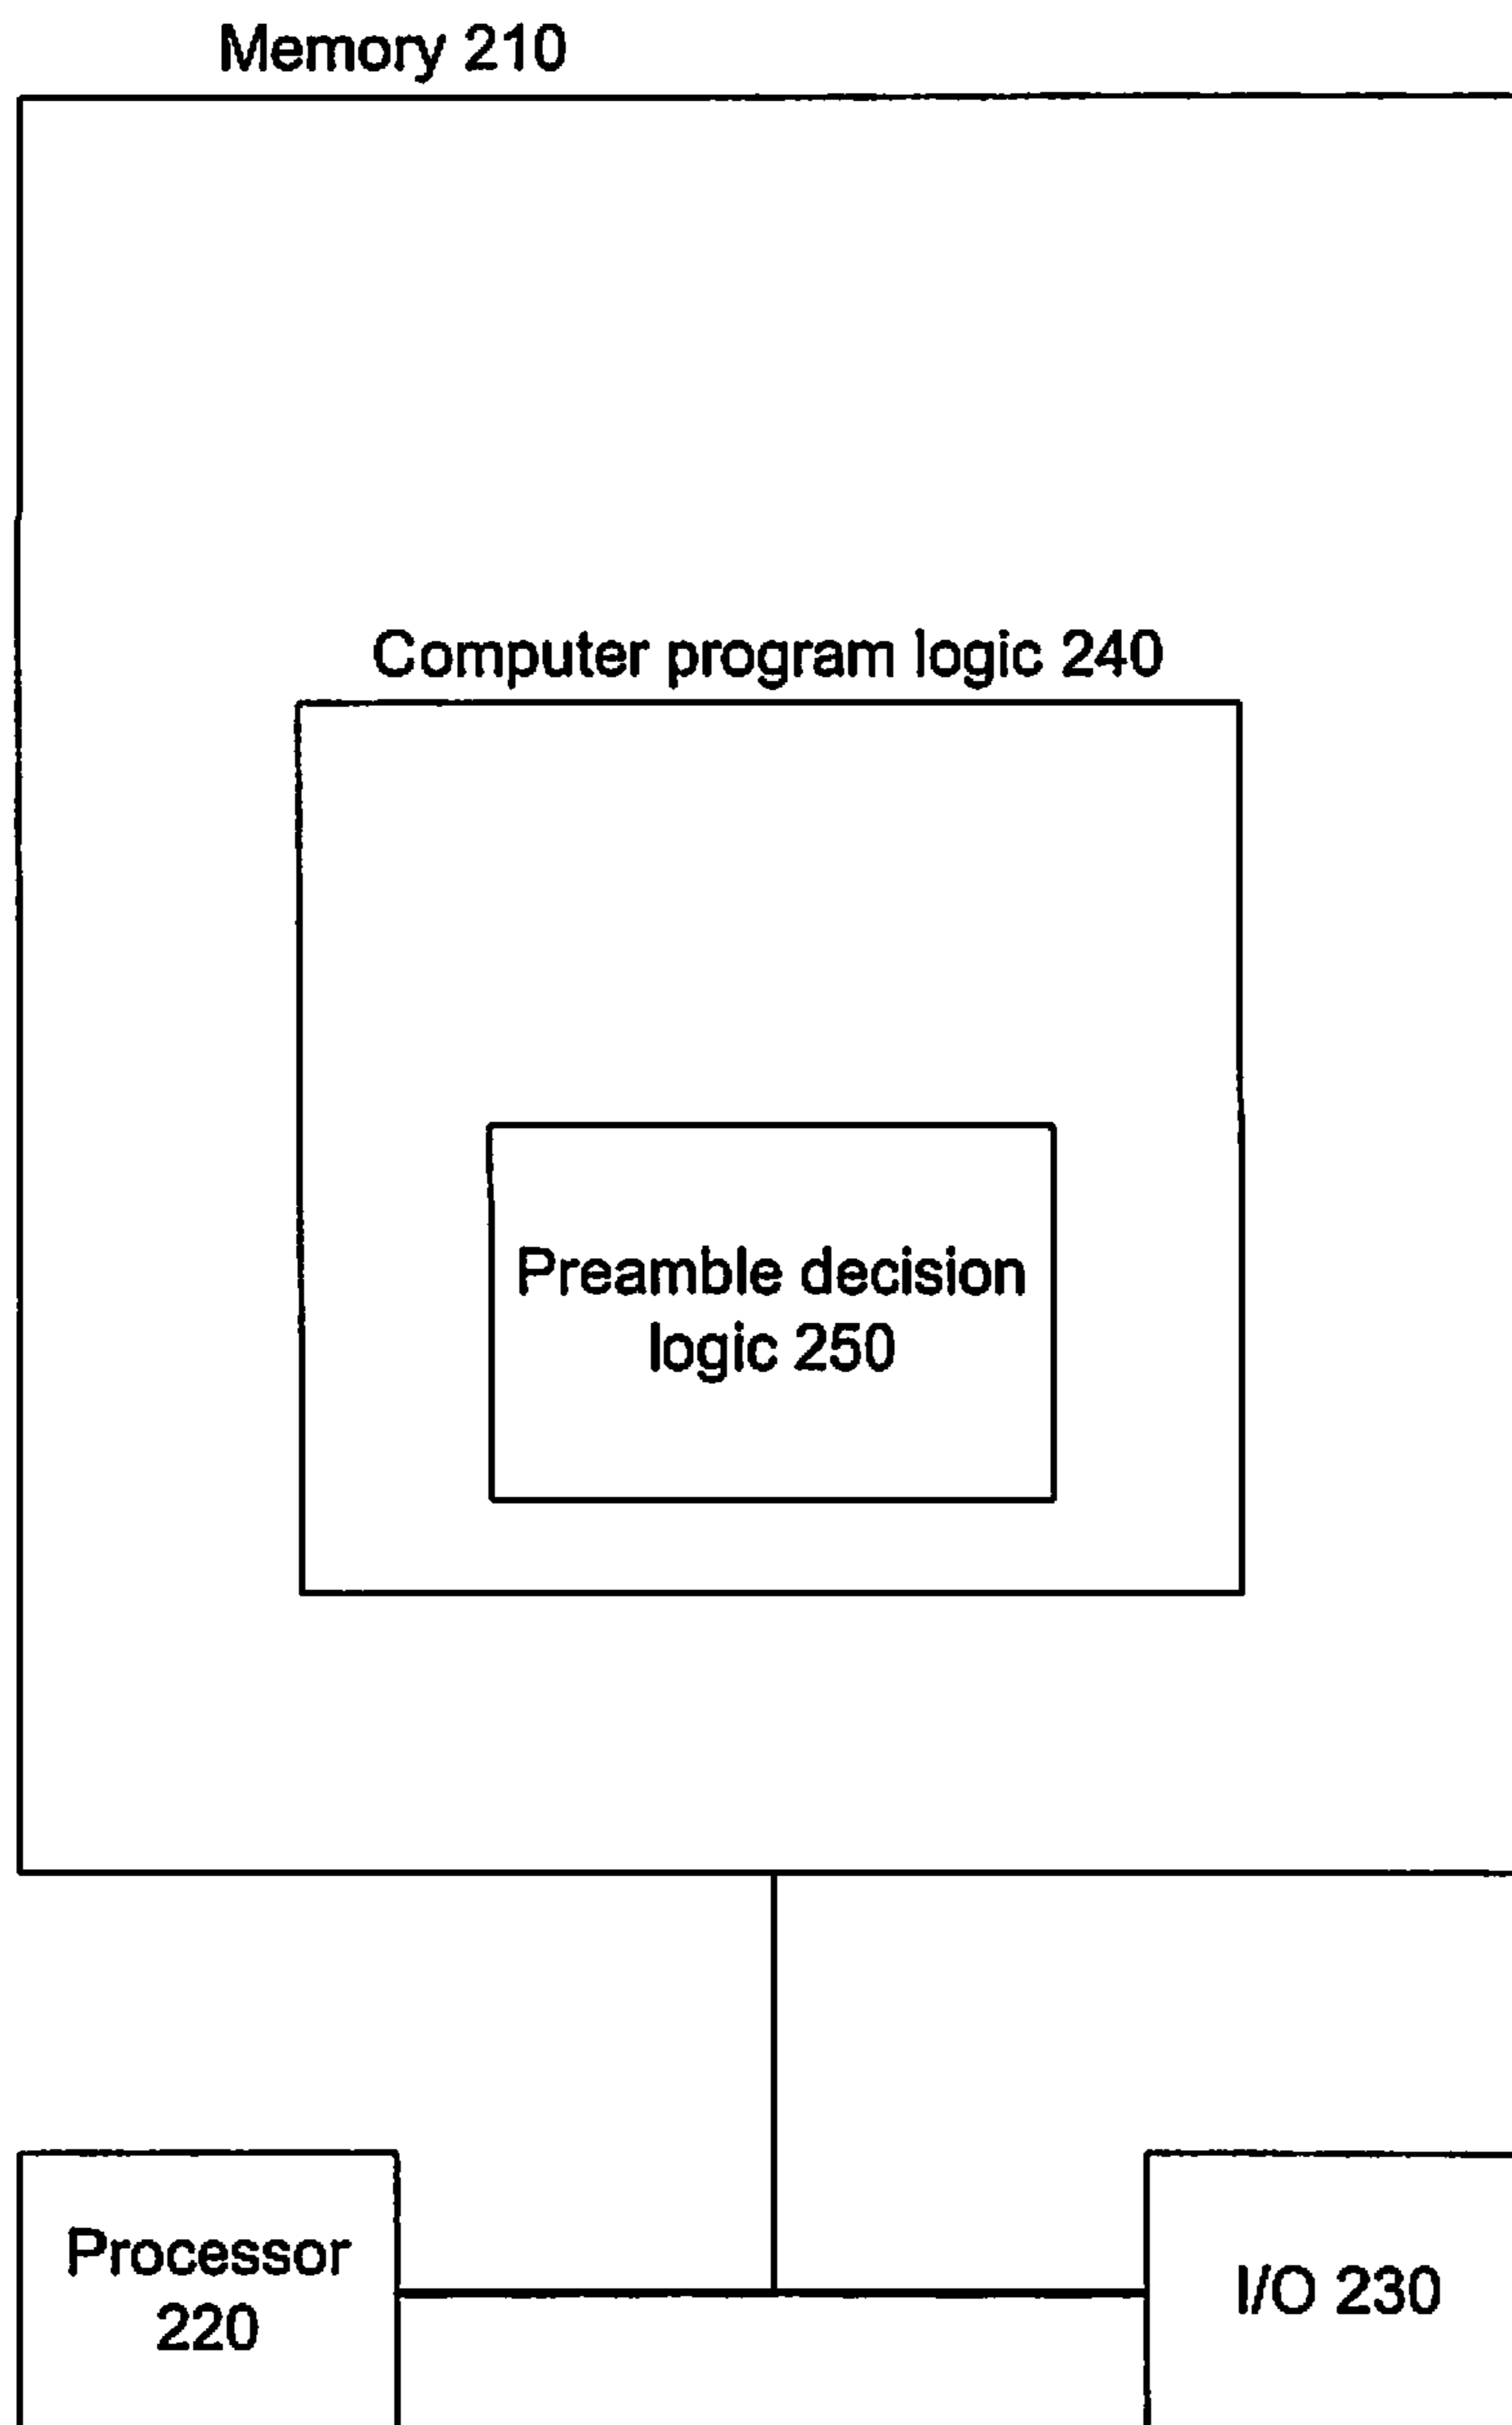 Memory 210
Computer program logic 240
Preamble decision
logic 250
Processor
220
I/O 230